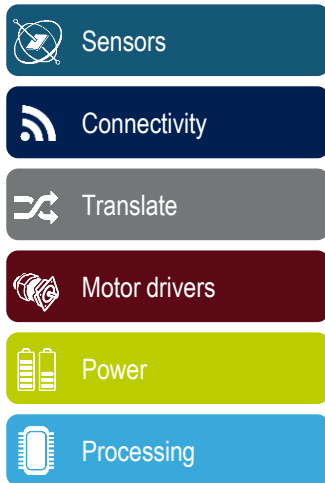 Sensors
Connectivity
Translate
Motor drivers
Power
Processing